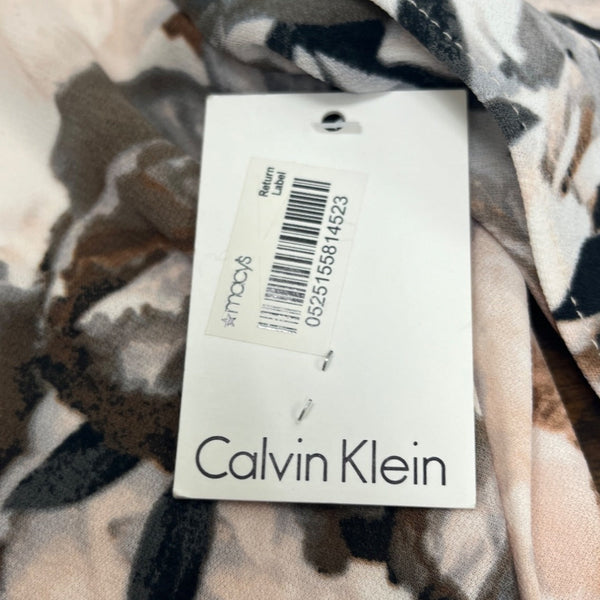 Return
Label
0525155814523
☆macy's
Calvin Klein